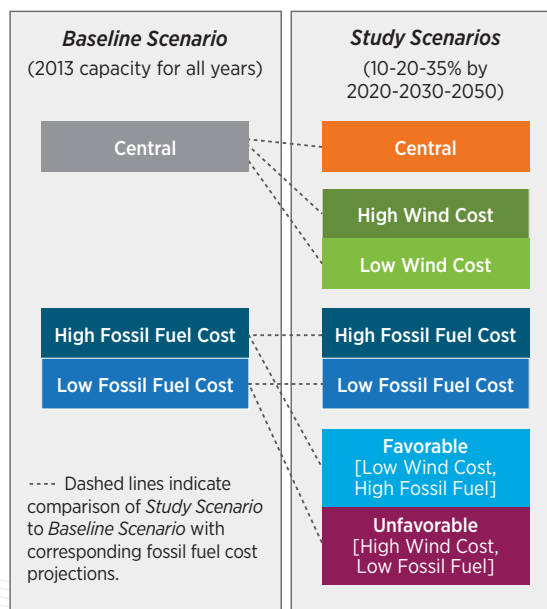 Baseline Scenario
(2013 capacity for all years)
Central
High Fossil Fuel Cost
Low Fossil Fuel Cost
Dashed lines indicate
comparison of Study Scenario
to Baseline Scenario with
corresponding fossil fuel cost
projections.
Study Scenarios
(10-20-35% by
2020-2030-2050)
Central
High Wind Cost
Low Wind Cost
High Fossil Fuel Cost
Low Fossil Fuel Cost
Favorable
[Low Wind Cost,
High Fossil Fuel]
Unfavorable
[High Wind Cost,
Low Fossil Fuel]